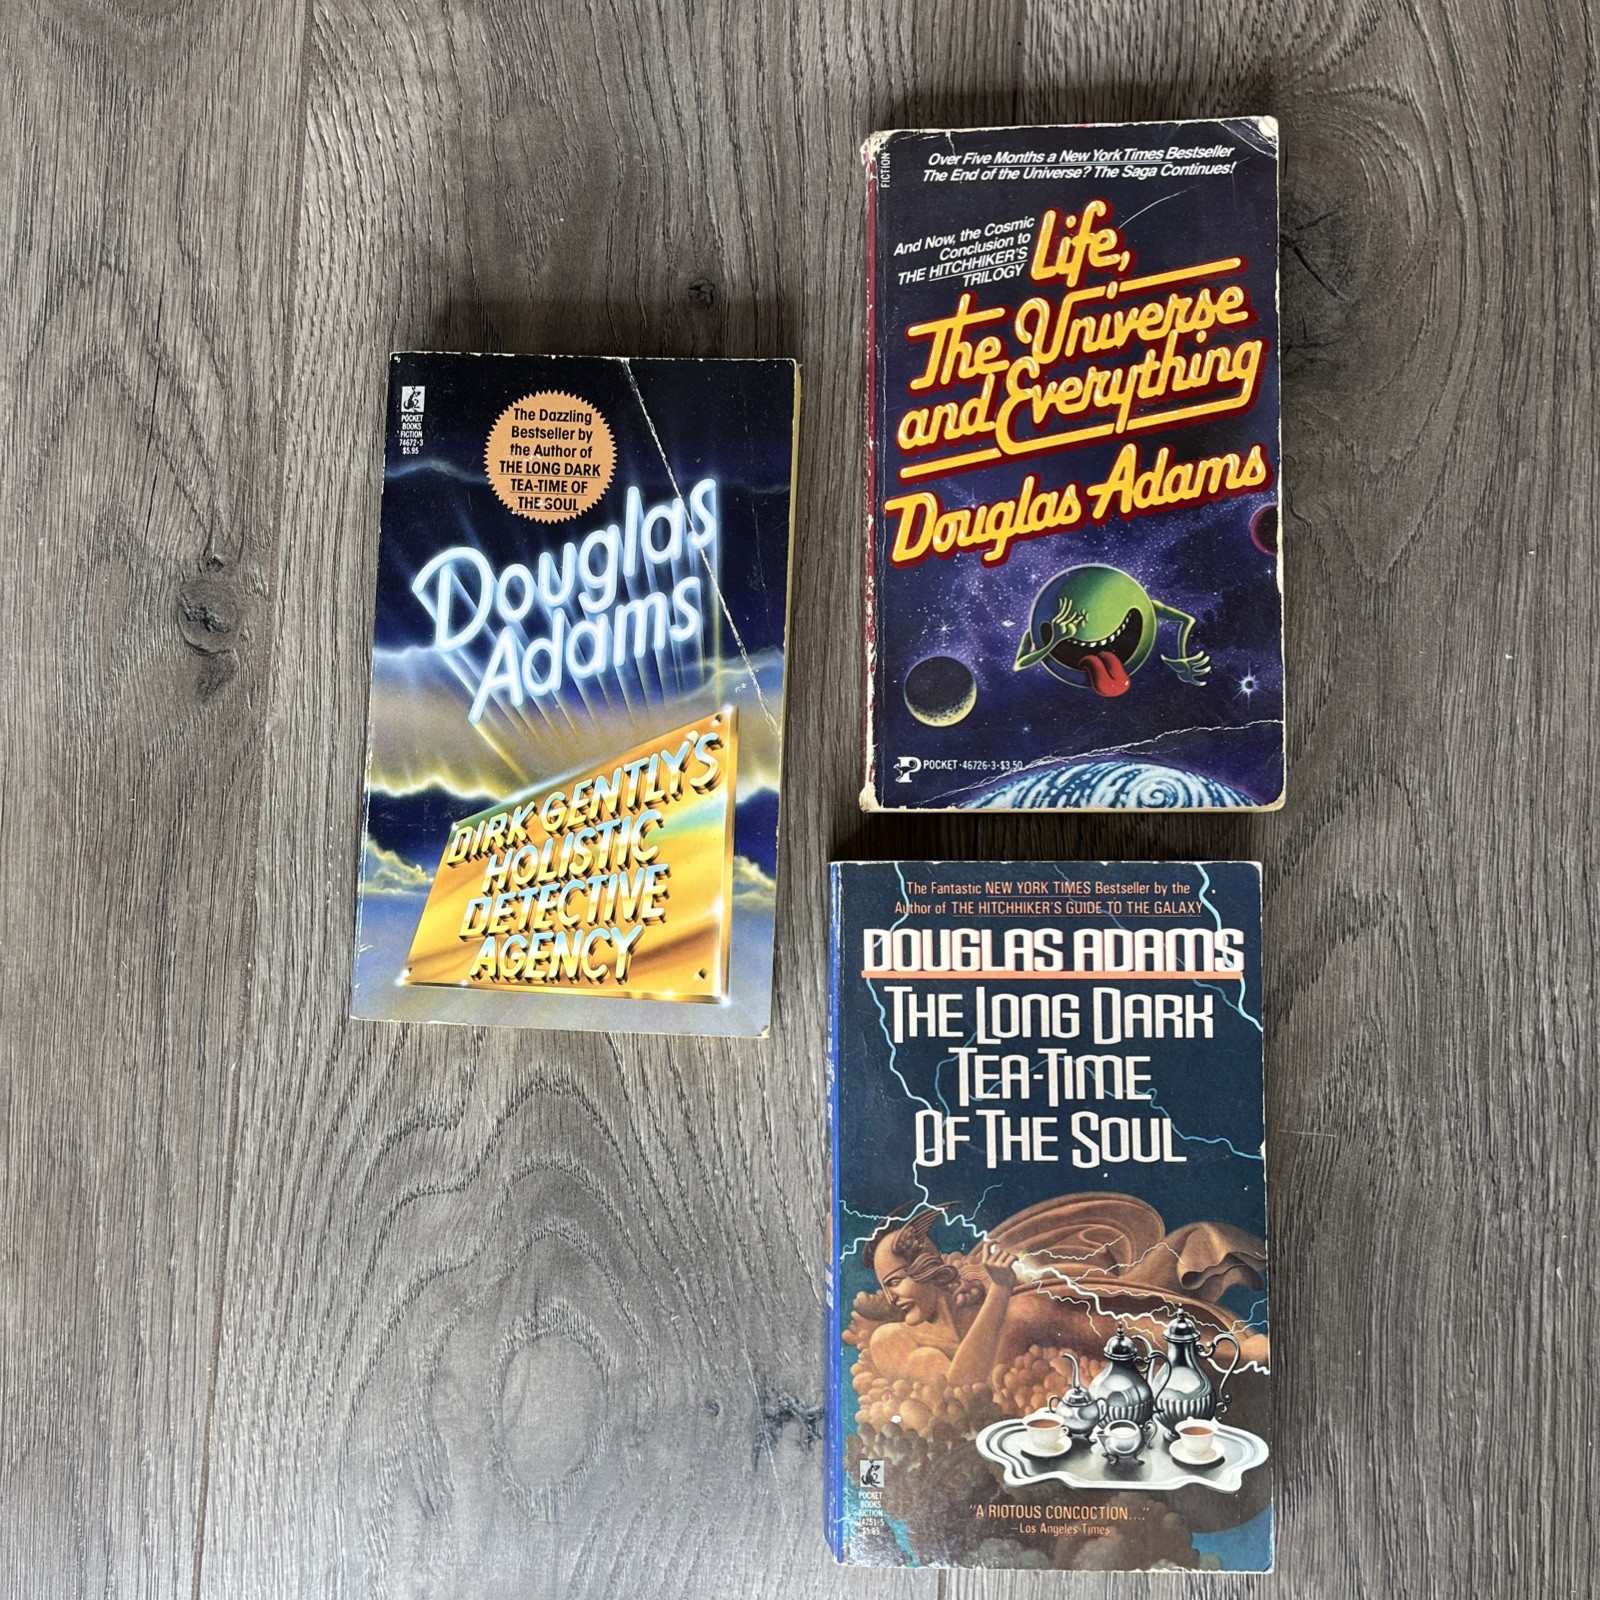 POCKET
BOOKS
FICTION
74672-3
$5.95
The Dazzling
Bestseller by
the Author of
THE LONG DARK
TEA-TIME OF
THE SOUL
Douglas
Adams
DIRK GENTLY'S
HOLISTIC
DETECTIVE
AGENCY
FICTION
Over Five Months a New York Times Bestseller
The End of the Universe? The Saga Continues!
And Now, the Cosmic
Conclusion to
THE HITCHHIKER'S
TRILOGY
Life,
The Universe
and Everything
Douglas Adams
POCKET·46726-3·$3.50
The Fantastic NEW YORK TIMES Bestseller by the
Author of THE HITCHHIKER'S GUIDE TO THE GALAXY
DOUGLAS ADAMS
THE LONG DARK
TEA-TIME
OF THE SOUL
POCKET
BOOKS
FICTION
74251-5
$5.95
"A RIOTOUS CONCOCTION...."
—Los Angeles Times